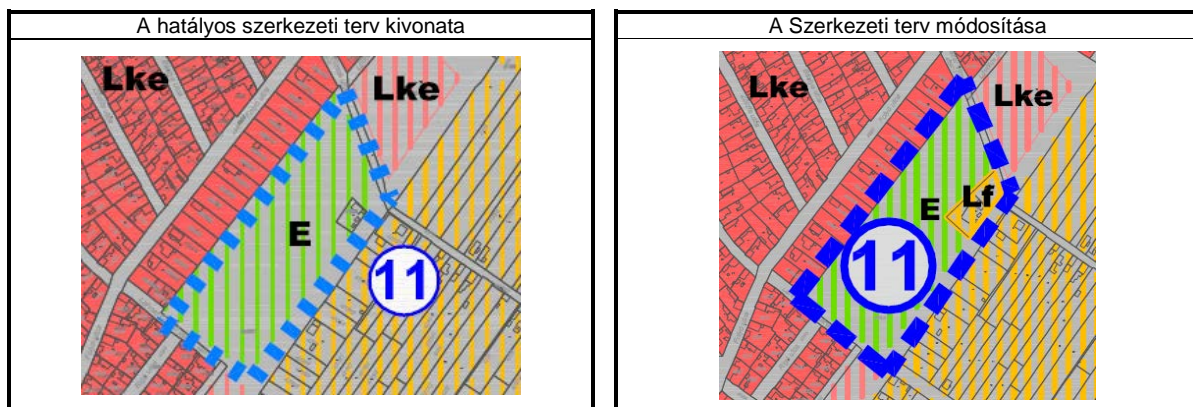 A hatályos szerkezeti terv kivonata
Lke
Lke
E
11
A Szerkezeti terv módosítása
Lke
Lke
Lf
E
11